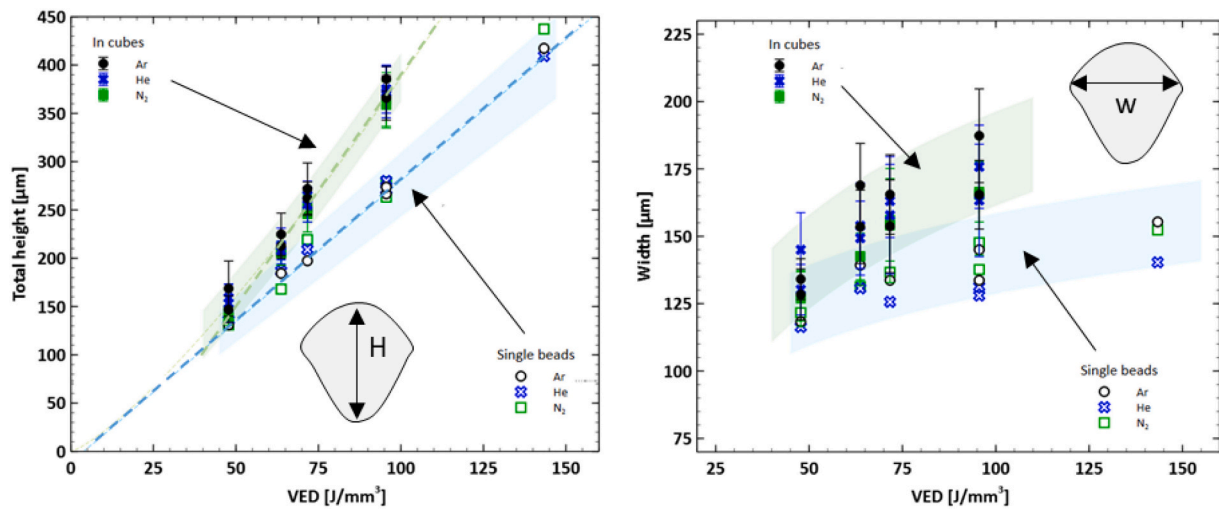 450
400
350
300
250
200
150
100
50
0
Total height [µm]
0
25
50
75
100
125
150
VED [J/mm³]
In cubes
Ar
He
N₂
H
Single beads
Ar
He
N₂
225
200
175
150
125
100
75
Width [µm]
25
50
75
100
125
150
VED [J/mm³]
In cubes
Ar
He
N₂
W
Single beads
Ar
He
N₂